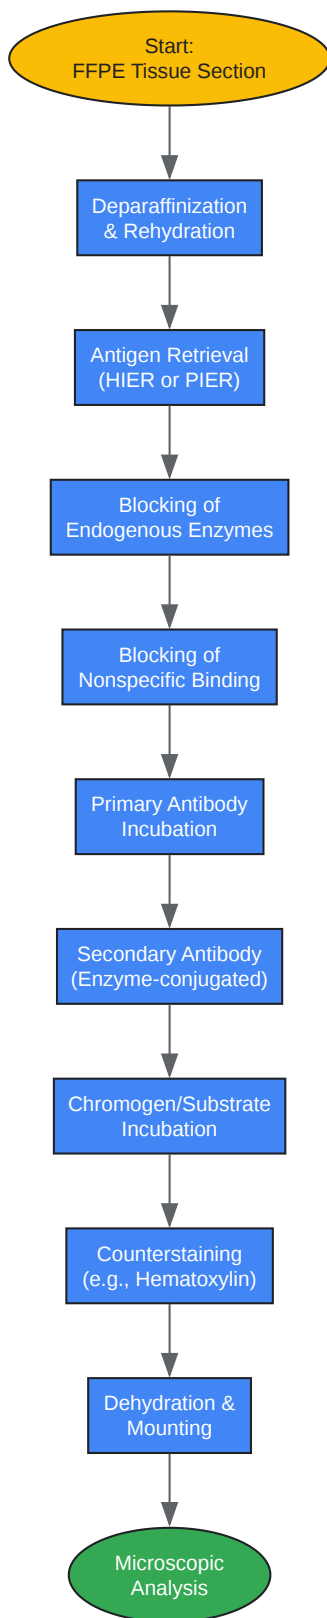 Start:
FFPE Tissue Section
Deparaffinization
& Rehydration
Antigen Retrieval
(HIER or PIER)
Blocking of
Endogenous Enzymes
Blocking of
Nonspecific Binding
Primary Antibody
Incubation
Secondary Antibody
(Enzyme-conjugated)
Chromogen/Substrate
Incubation
Counterstaining
(e.g., Hematoxylin)
Dehydration &
Mounting
Microscopic
Analysis